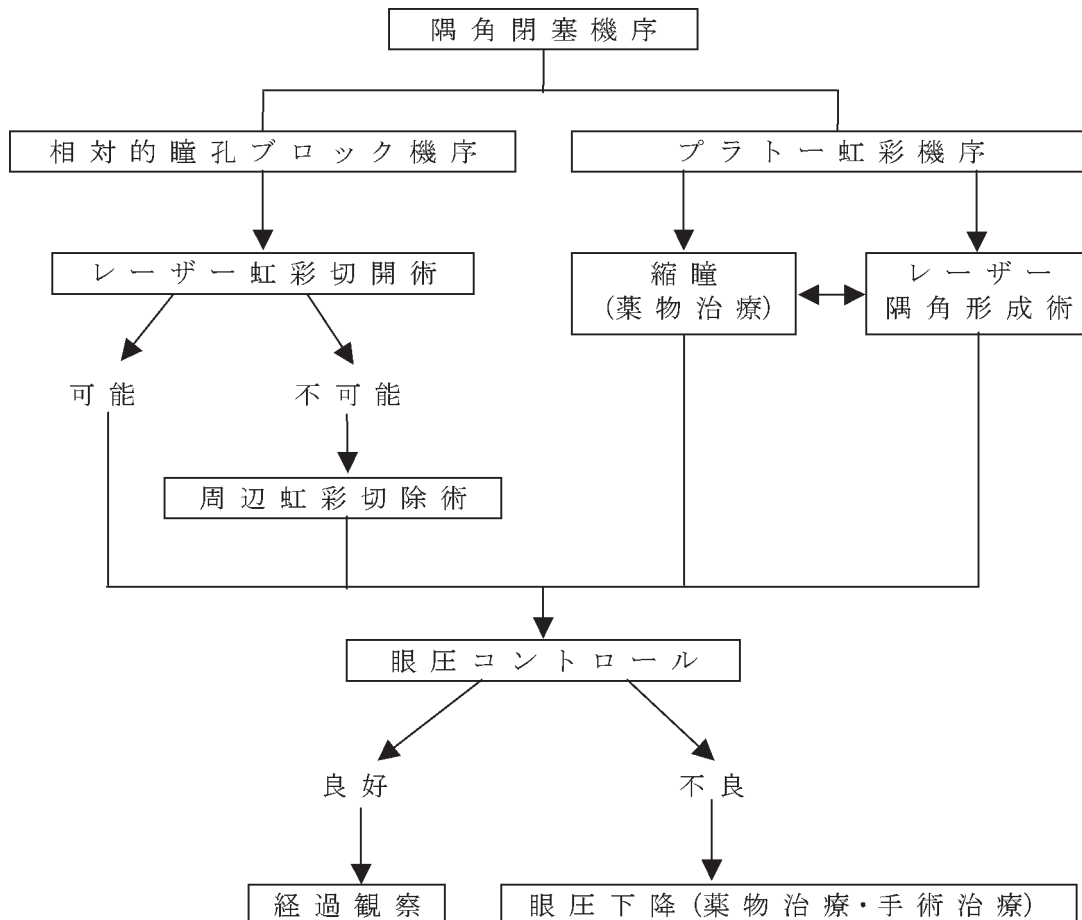 隅角閉塞機序
相対的瞳孔ブロック機序
プラトー虹彩機序
レーザー虹彩切開術
縮瞳
(薬物治療)
レーザー
隅角形成術
可能
不可能
周辺虹彩切除術
眼圧コントロール
良好
不良
経過観察
眼圧下降(薬物治療・手術治療)